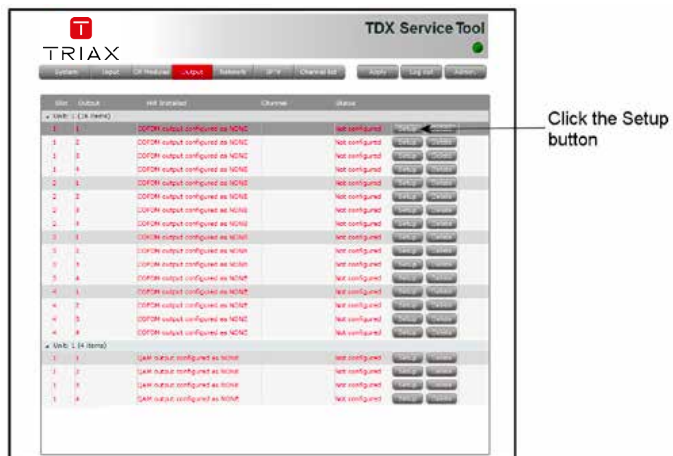 TDX Service Tool
TRIAX
System Input CA Modules Output Network IPTV Channel list Apply Log out Admin.
Slot Output HW Installed Channel Status
Unit: 1 (16 items)
1 1 COFDM output configured as NONE Not configured Setup Delete
1 2 COFDM output configured as NONE Not configured Setup Delete
1 3 COFDM output configured as NONE Not configured Setup Delete
1 4 COFDM output configured as NONE Not configured Setup Delete
2 1 COFDM output configured as NONE Not configured Setup Delete
2 2 COFDM output configured as NONE Not configured Setup Delete
2 3 COFDM output configured as NONE Not configured Setup Delete
2 4 COFDM output configured as NONE Not configured Setup Delete
3 1 COFDM output configured as NONE Not configured Setup Delete
3 2 COFDM output configured as NONE Not configured Setup Delete
3 3 COFDM output configured as NONE Not configured Setup Delete
3 4 COFDM output configured as NONE Not configured Setup Delete
4 1 COFDM output configured as NONE Not configured Setup Delete
4 2 COFDM output configured as NONE Not configured Setup Delete
4 3 COFDM output configured as NONE Not configured Setup Delete
4 4 COFDM output configured as NONE Not configured Setup Delete
Unit: 1 (4 items)
1 1 QAM output configured as NONE Not configured Setup Delete
1 2 QAM output configured as NONE Not configured Setup Delete
1 3 QAM output configured as NONE Not configured Setup Delete
1 4 QAM output configured as NONE Not configured Setup Delete
Click the Setup
button